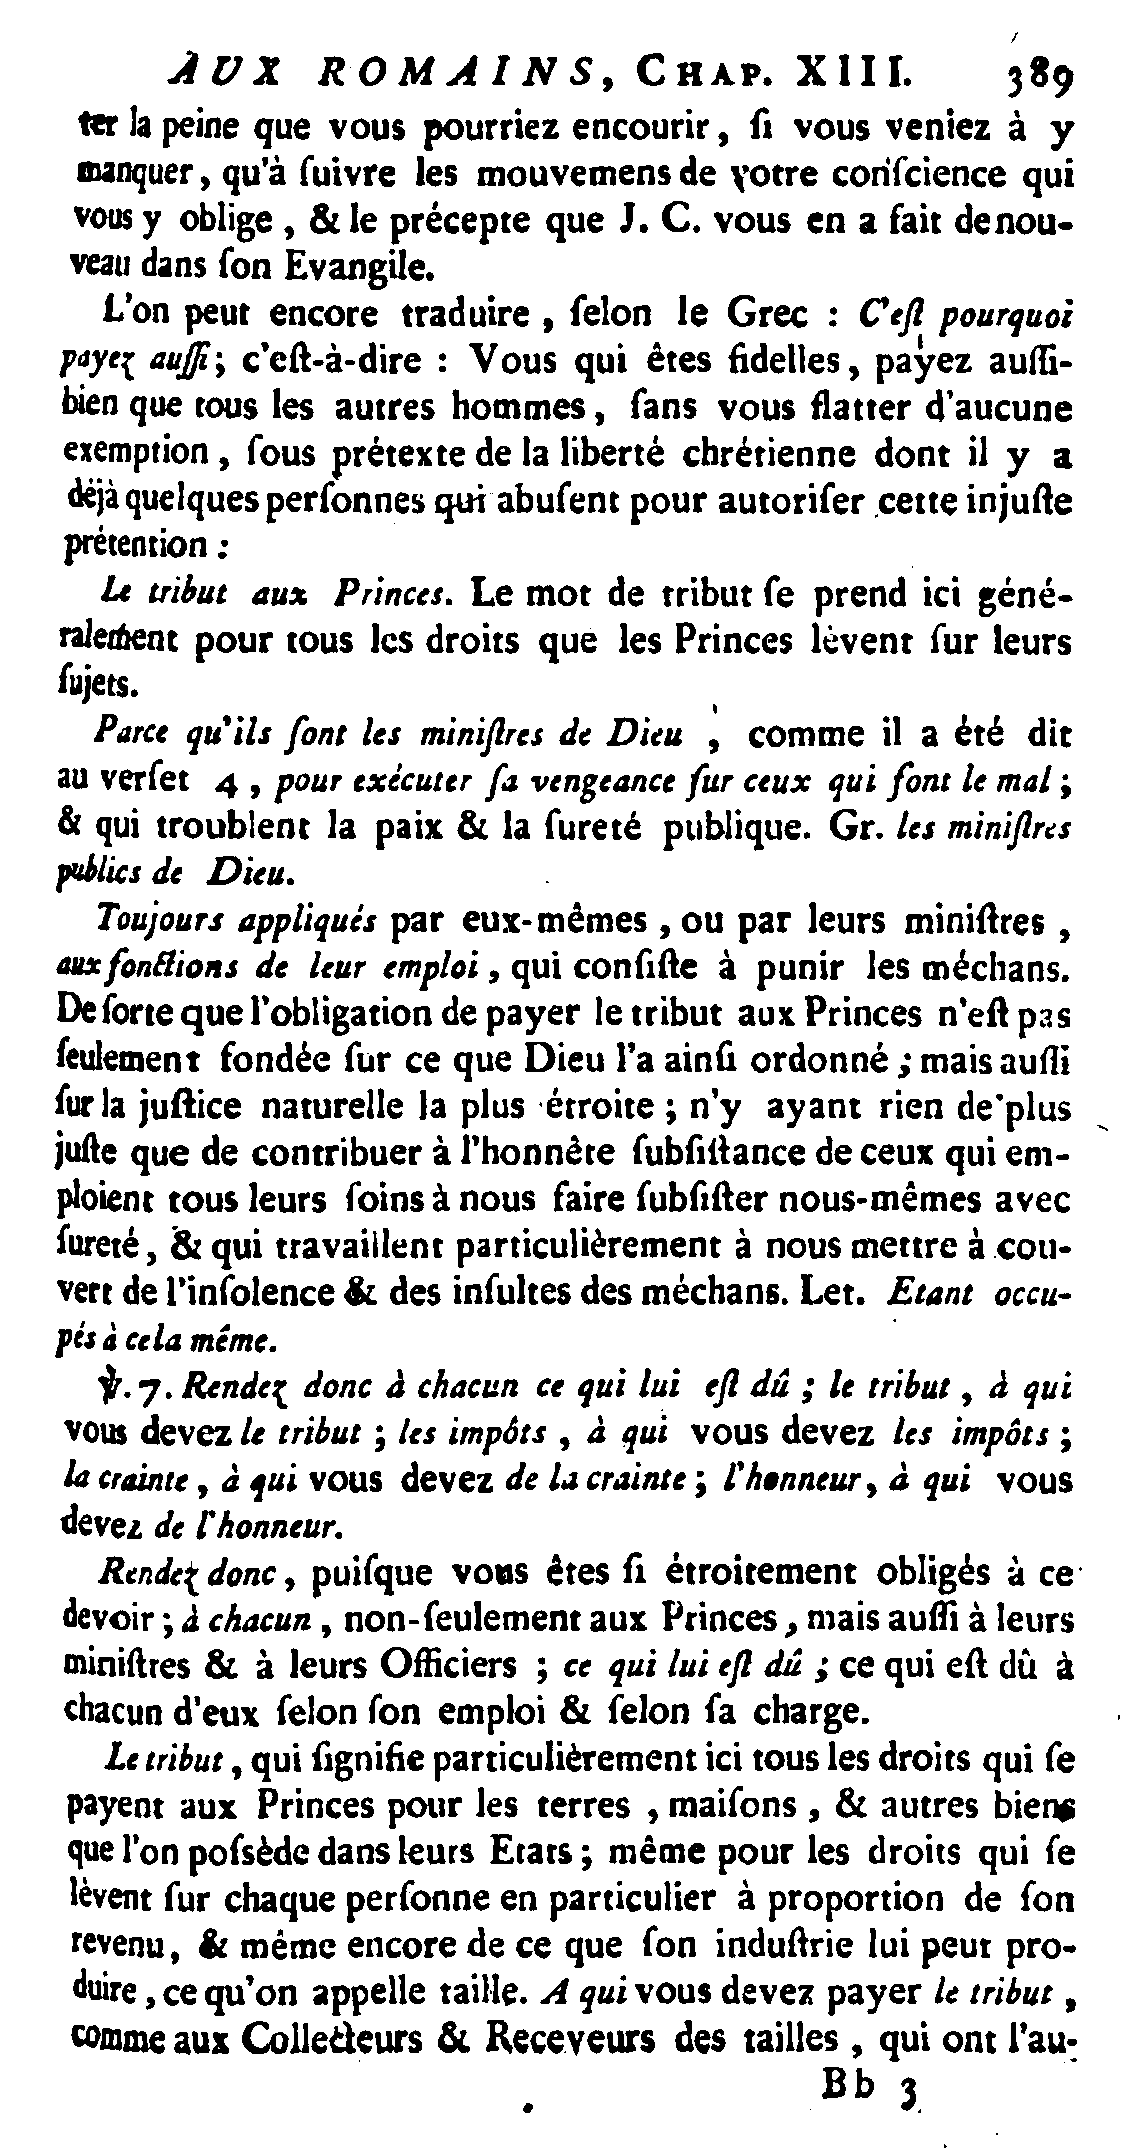 AUX ROMAINS, CHAP. XIII. 389
ter la peine que vous pourriez encourir, ſi vous veniez à y
manquer, qu'à ſuivre les mouvemens de votre conſcience qui
vous y oblige, & le précepte que J. C. vous en a fait de nou-
veau dans ſon Evangile.
L'on peut encore traduire, ſelon le Grec : C'eſt pourquoi
payez auſſi; c'eſt-à-dire : Vous qui êtes fidelles, payez auſſi-
bien que tous les autres hommes, ſans vous flatter d'aucune
exemption, ſous prétexte de la liberté chrétienne dont il y a
déjà quelques perſonnes qui abuſent pour autoriſer cette injuſte
prétention :
Le tribut aux Princes. Le mot de tribut ſe prend ici géné-
ralement pour tous les droits que les Princes lèvent ſur leurs
ſujets.
Parce qu'ils ſont les miniſtres de Dieu, comme il a été dit
au verſet 4, pour exécuter ſa vengeance ſur ceux qui font le mal ;
& qui troublent la paix & la ſureté publique. Gr. les miniſtres
publics de Dieu.
Toujours appliqués par eux-mêmes, ou par leurs miniſtres,
aux fonctions de leur emploi, qui conſiſte à punir les méchans.
De ſorte que l'obligation de payer le tribut aux Princes n'eſt pas
ſeulement fondée ſur ce que Dieu l'a ainſi ordonné ; mais auſſi
ſur la juſtice naturelle la plus étroite ; n'y ayant rien de plus
juſte que de contribuer à l'honnête ſubſiſtance de ceux qui em-
ploient tous leurs ſoins à nous faire ſubſiſter nous-mêmes avec
ſureté, & qui travaillent particulièrement à nous mettre à cou-
vert de l'inſolence & des inſultes des méchans. Let. Etant occu-
pés à cela même.
℣. 7. Rendez donc à chacun ce qui lui eſt dû ; le tribut, à qui
vous devez le tribut ; les impôts, à qui vous devez les impôts ;
la crainte, à qui vous devez de la crainte ; l'honneur, à qui vous
devez de l'honneur.
Rendez donc, puiſque vous êtes ſi étroitement obligés à ce
devoir ; à chacun, non-ſeulement aux Princes, mais auſſi à leurs
miniſtres & à leurs Officiers ; ce qui lui eſt dû ; ce qui eſt dû à
chacun d'eux ſelon ſon emploi & ſelon ſa charge.
Le tribut, qui ſignifie particulièrement ici tous les droits qui ſe
payent aux Princes pour les terres, maiſons, & autres biens
que l'on poſsède dans leurs Etats ; même pour les droits qui ſe
lèvent ſur chaque perſonne en particulier à proportion de ſon
revenu, & même encore de ce que ſon induſtrie lui peut pro-
duire, ce qu'on appelle taille. A qui vous devez payer le tribut,
comme aux Collecteurs & Receveurs des tailles, qui ont l'au-
Bb 3